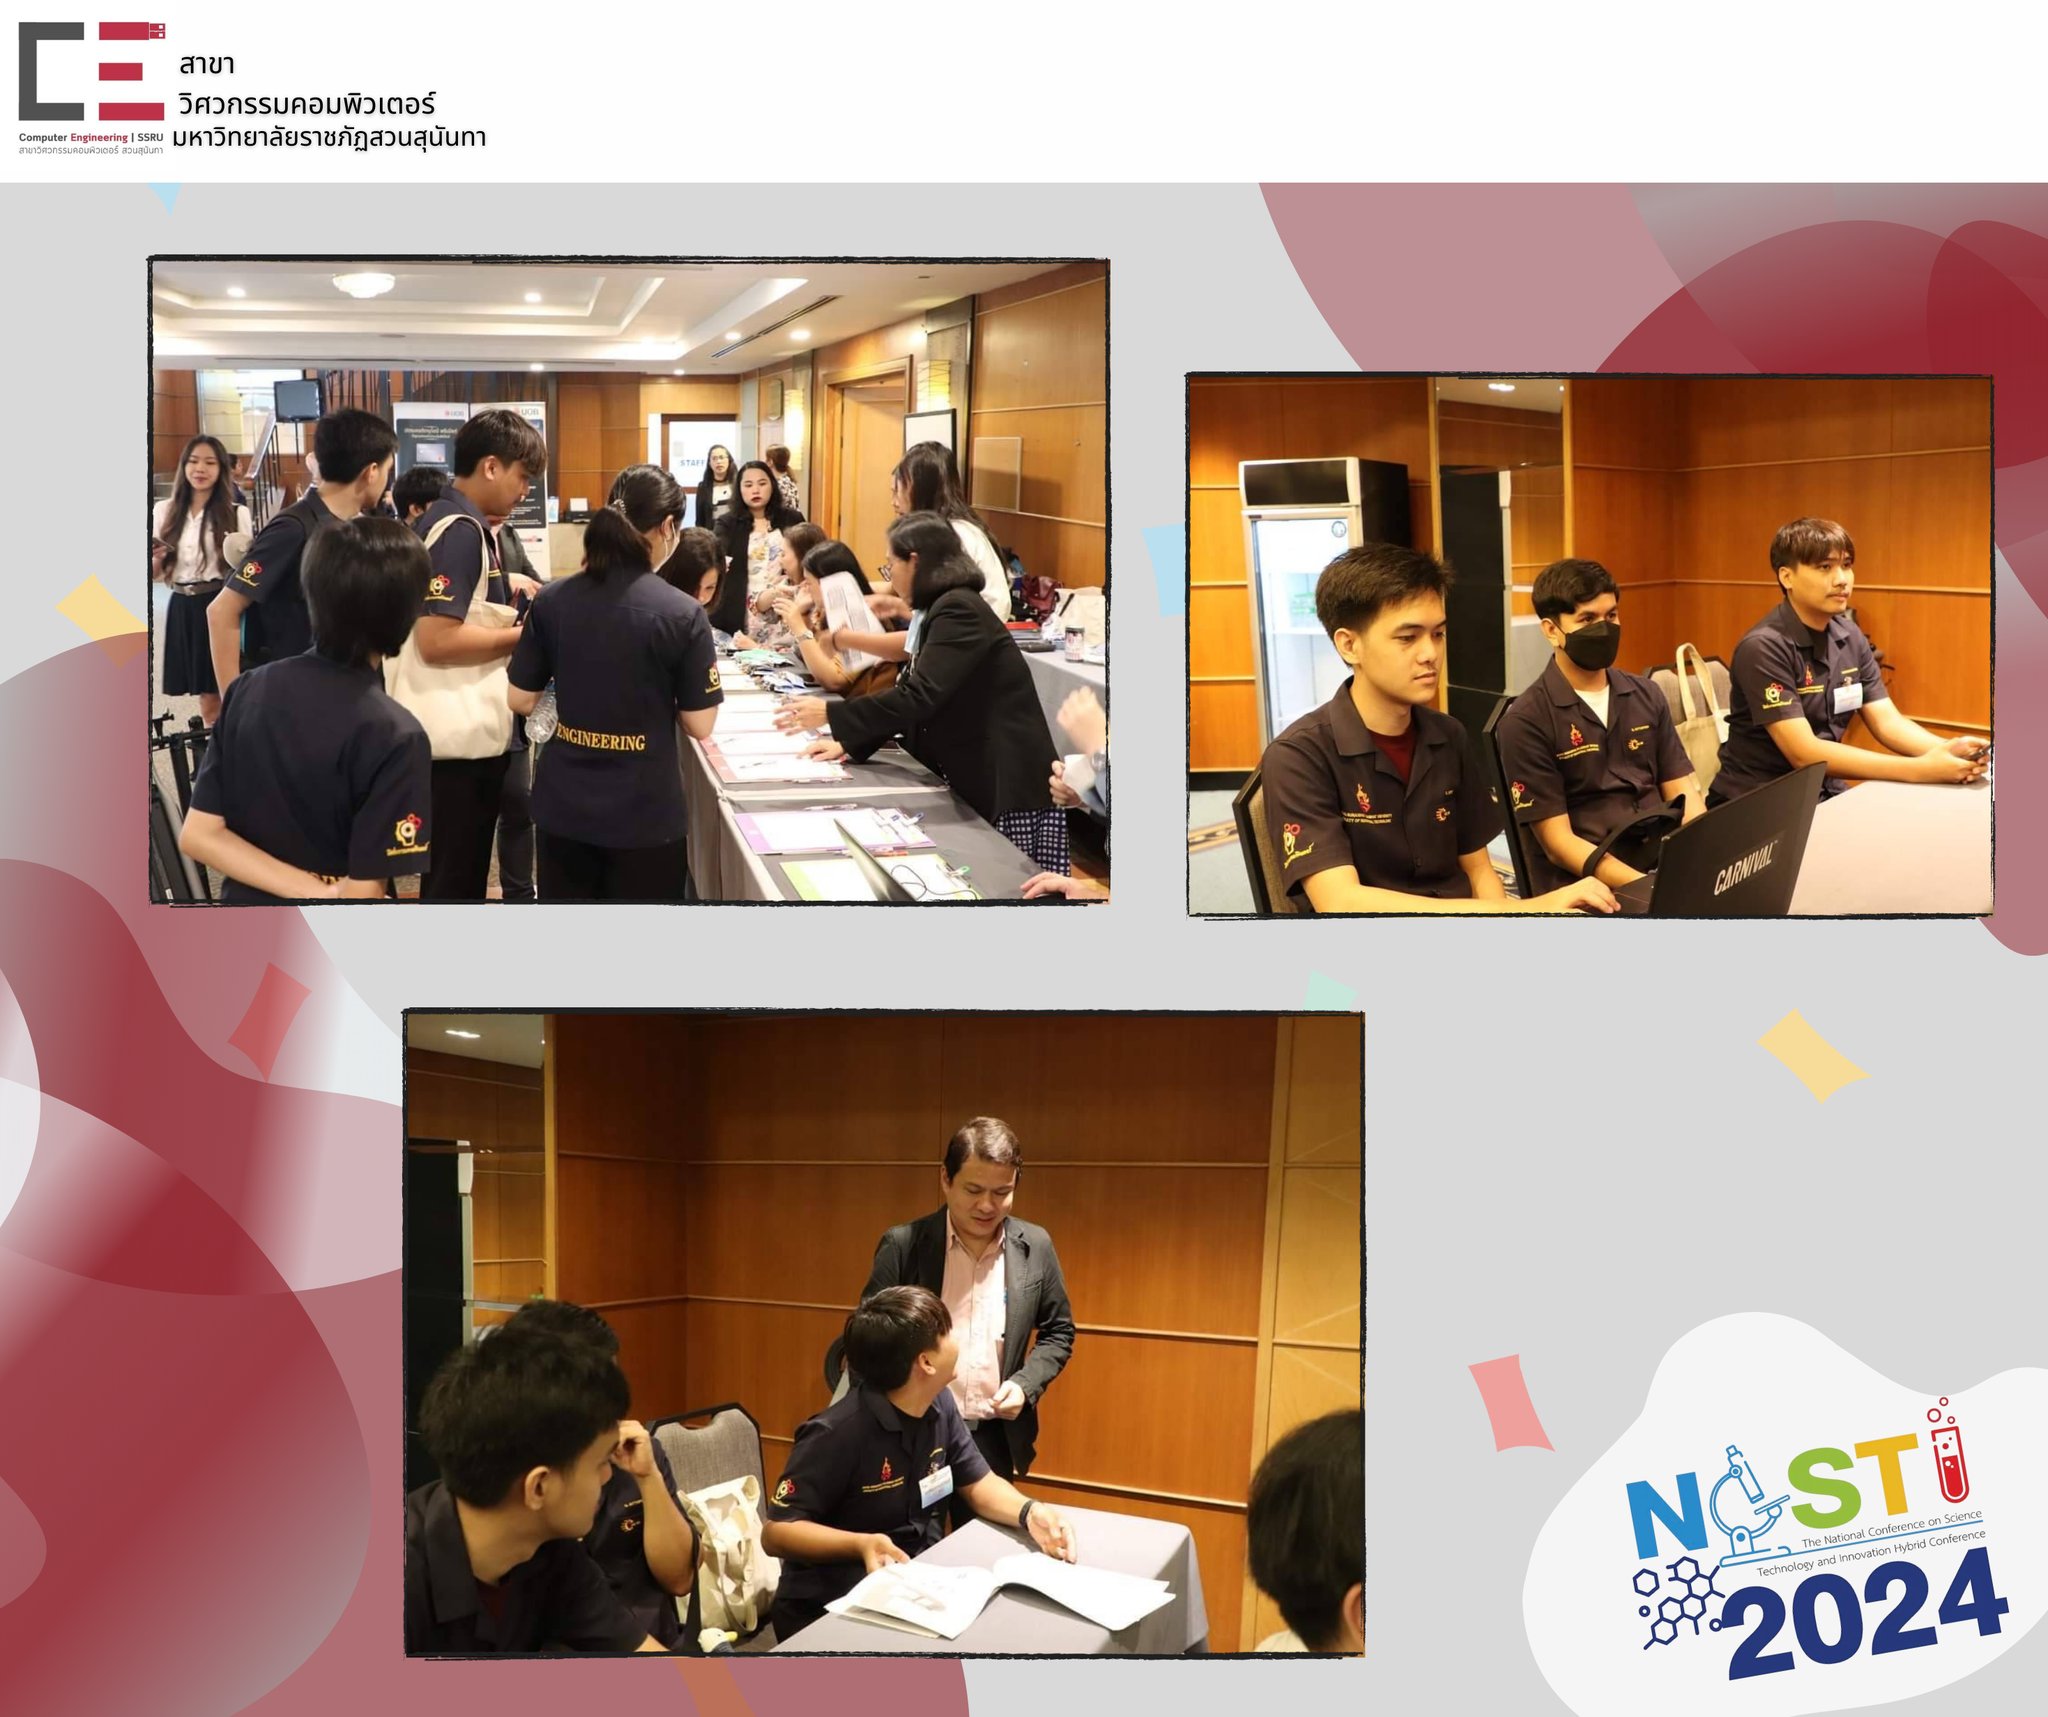 สาขา
วิศวกรรมคอมพิวเตอร์
มหาวิทยาลัยราชภัฏสวนสุนันทา
Computer Engineering | SSRU
สาขาวิศวกรรมคอมพิวเตอร์ สวนสุนันทา
UOB
UOB
STAFF
ENGINEERING
CARNIVAL
NCSTI
The National Conference on Science
Technology and Innovation Hybrid Conference
2024